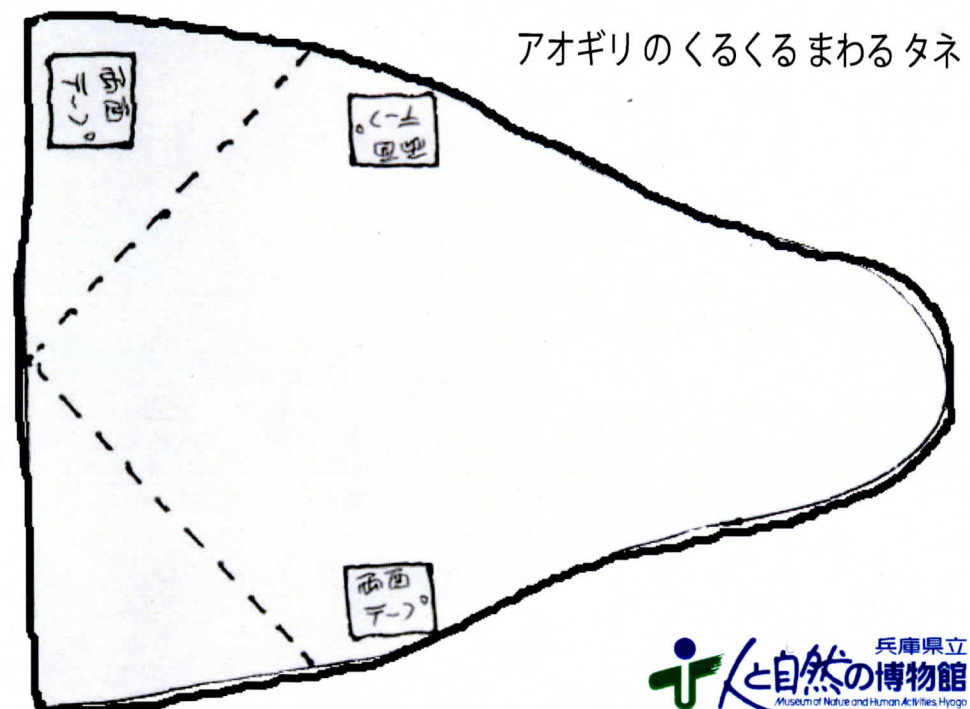 アオギリのくるくるまわるタネ
両面
テープ
両面
テープ
両面
テープ
兵庫県立
人と自然の博物館
Museum of Nature and Human Activities, Hyogo